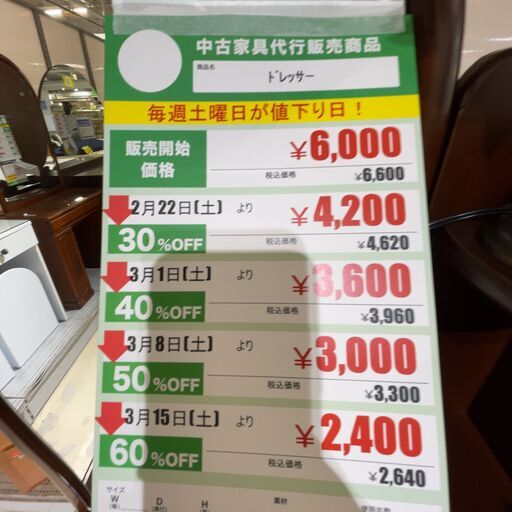 中古家具代行販売商品
商品名
ドレッサー
毎週土曜日が値下り日！
販売開始価格
¥6,000
税込価格 ¥6,600
2月22日(土) より
30%OFF
¥4,200
税込価格 ¥4,620
3月1日(土) より
40%OFF
¥3,600
税込価格 ¥3,960
3月8日(土) より
50%OFF
¥3,000
税込価格 ¥3,300
3月15日(土) より
60%OFF
¥2,400
税込価格 ¥2,640
サイズ 素材
W D H
(幅) (奥行)